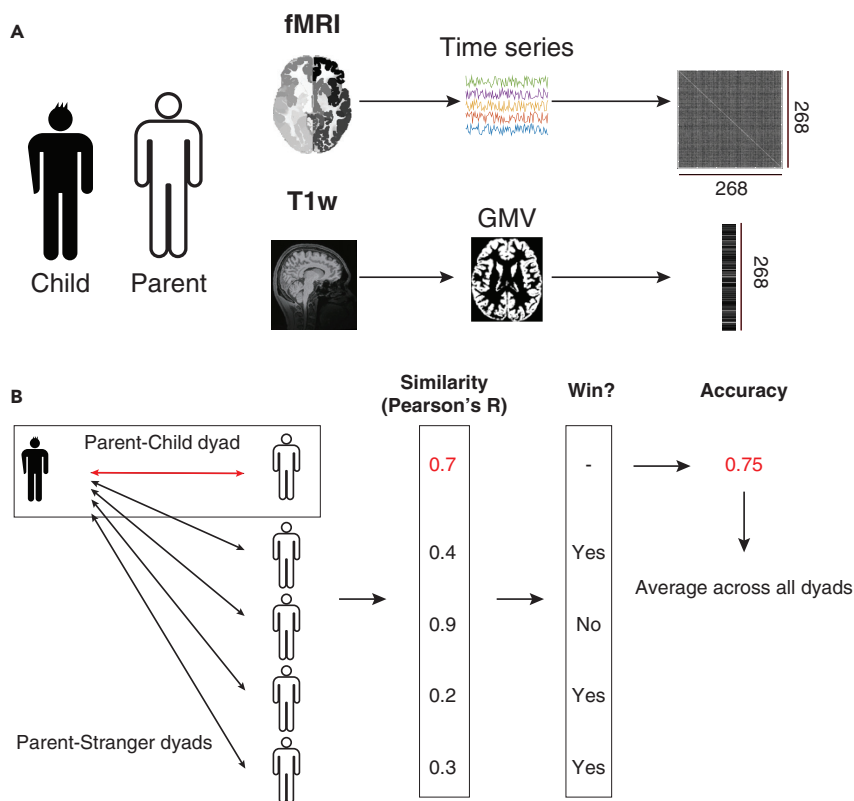 A
fMRI
Time series
268
268
Child
Parent
T1w
GMV
268
B
Similarity
(Pearson's R)
Win?
Accuracy
Parent-Child dyad
0.7
-
0.75
0.4
Yes
Average across all dyads
0.9
No
0.2
Yes
Parent-Stranger dyads
0.3
Yes